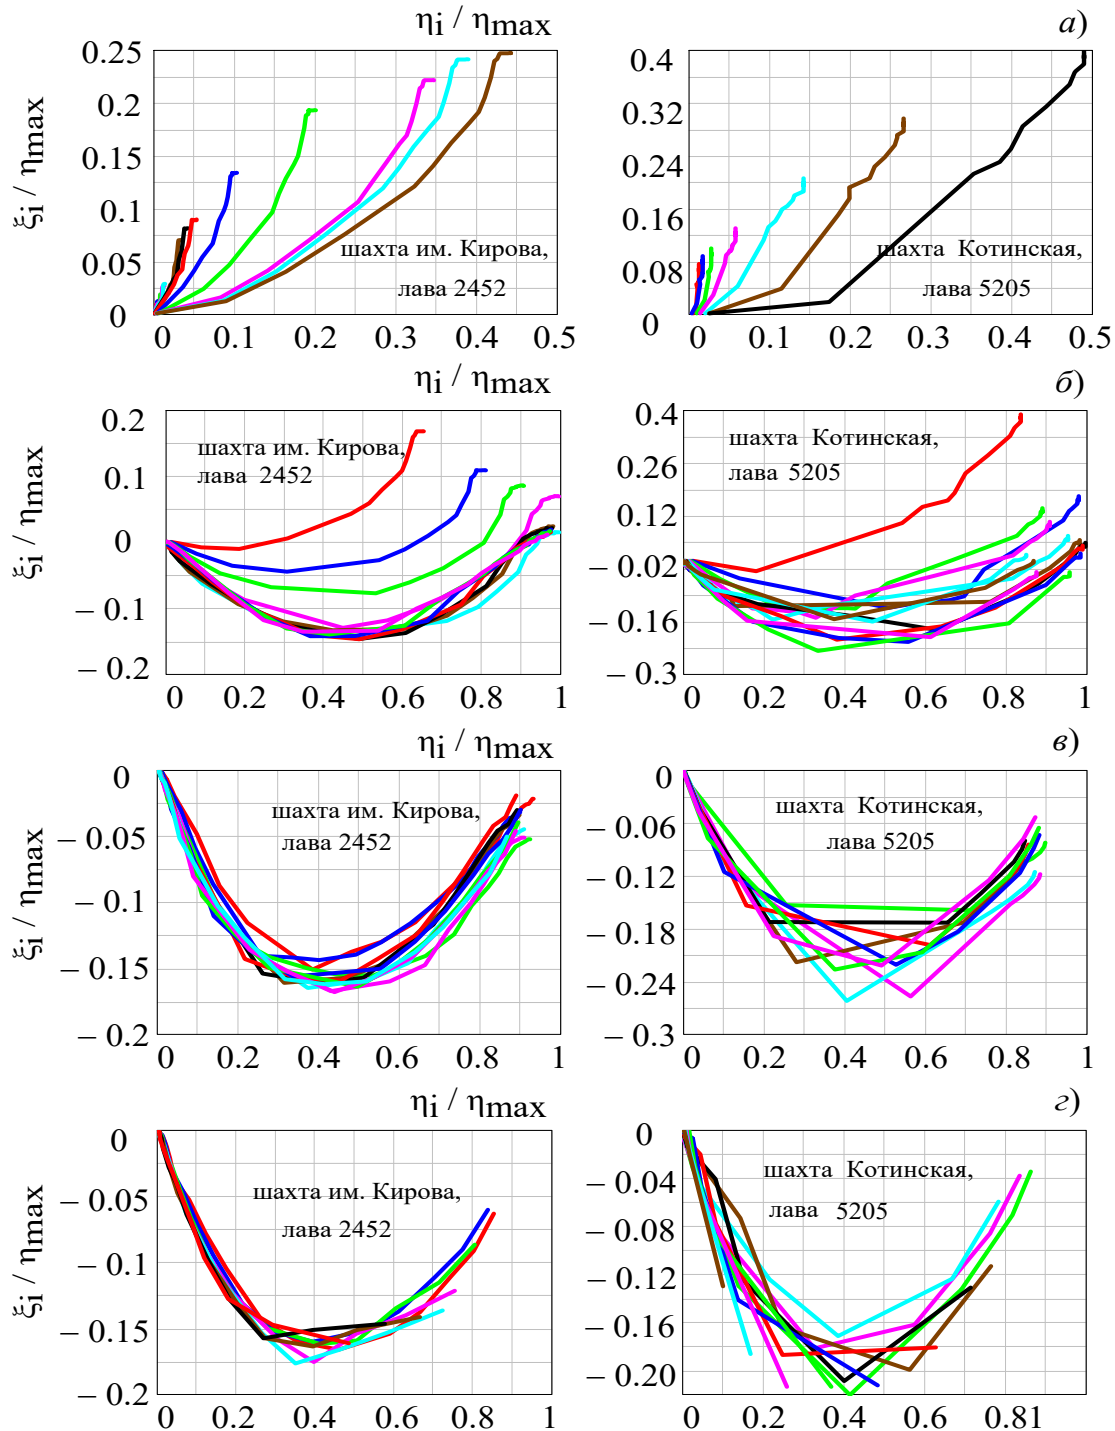 ηi / ηmax
а)
ξi / ηmax
0.25
0.2
0.15
0.1
0.05
0
шахта им. Кирова,
лава 2452
0 0.1 0.2 0.3 0.4 0.5
0.4
0.32
0.24
0.16
0.08
0
шахта Котинская,
лава 5205
0 0.1 0.2 0.3 0.4 0.5
ηi / ηmax
б)
ξi / ηmax
0.2
0.1
0
– 0.1
– 0.2
шахта им. Кирова,
лава 2452
0 0.2 0.4 0.6 0.8 1
0.4
0.26
0.12
– 0.02
– 0.16
– 0.3
шахта Котинская,
лава 5205
0 0.2 0.4 0.6 0.8 1
ηi / ηmax
в)
ξi / ηmax
0
– 0.05
– 0.1
– 0.15
– 0.2
шахта им. Кирова,
лава 2452
0 0.2 0.4 0.6 0.8 1
0
– 0.06
– 0.12
– 0.18
– 0.24
– 0.3
шахта Котинская,
лава 5205
0 0.2 0.4 0.6 0.81
ηi / ηmax
г)
ξi / ηmax
0
– 0.05
– 0.1
– 0.15
– 0.2
шахта им. Кирова,
лава 2452
0 0.2 0.4 0.6 0.8 1
0
– 0.04
– 0.08
– 0.12
– 0.16
– 0.20
шахта Котинская,
лава 5205
0 0.2 0.4 0.6 0.81